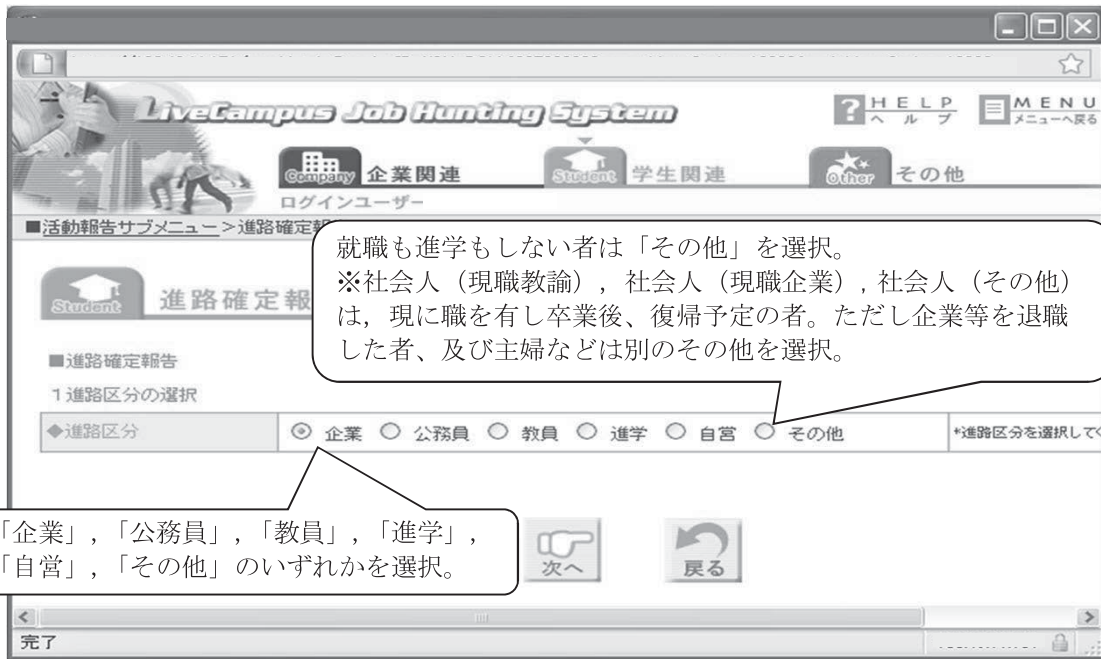 LiveCampus Job Hunting System
HELP
ヘルプ
MENU
メニューへ戻る
Company 企業関連
Student 学生関連
Other その他
ログインユーザー
■活動報告サブメニュー>進路確定
就職も進学もしない者は「その他」を選択。
※社会人（現職教諭），社会人（現職企業）,社会人（その他）
は，現に職を有し卒業後、復帰予定の者。ただし企業等を退職
した者、及び主婦などは別のその他を選択。
Student 進路確定報
■進路確定報告
1進路区分の選択
◆進路区分 企業 公務員 教員 進学 自営 その他 *進路区分を選択して
「企業」,「公務員」,「教員」,「進学」,
「自営」,「その他」のいずれかを選択。
次へ 戻る
完了